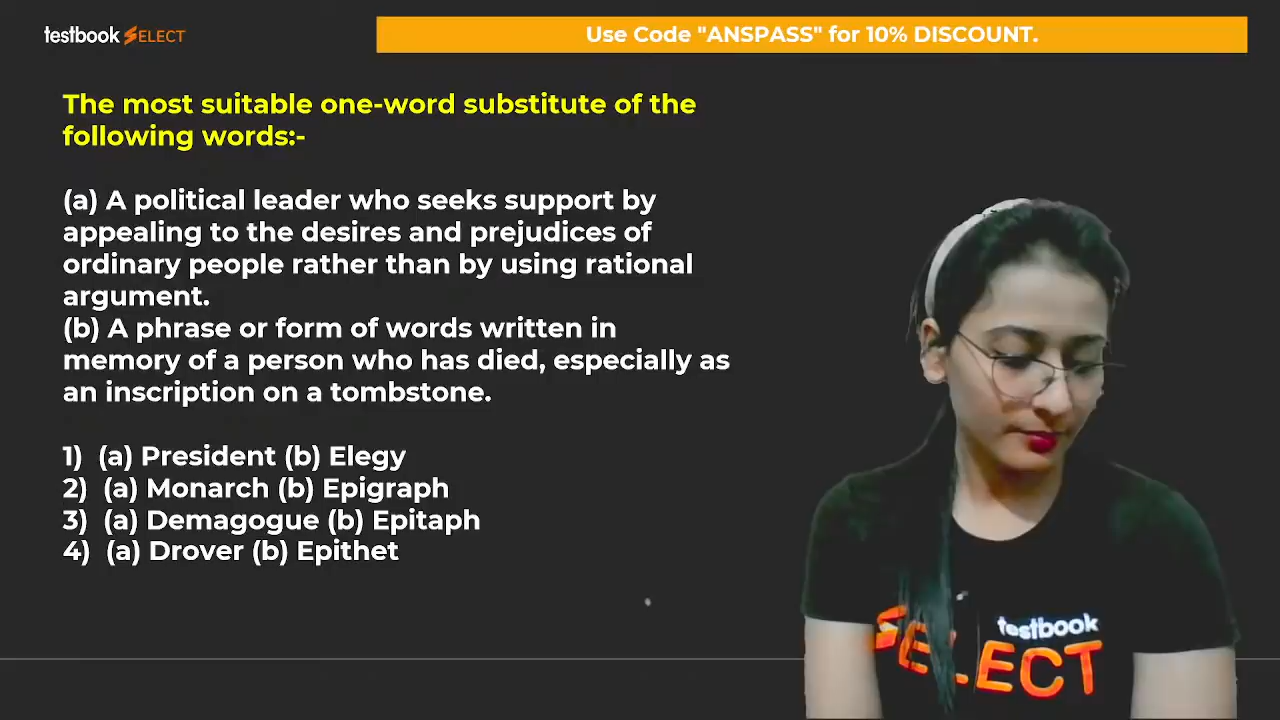 testbook SELECT
Use Code "ANSPASS" for 10% DISCOUNT.
The most suitable one-word substitute of the
following words:-
(a) A political leader who seeks support by
appealing to the desires and prejudices of
ordinary people rather than by using rational
argument.
(b) A phrase or form of words written in
memory of a person who has died, especially as
an inscription on a tombstone.
1) (a) President (b) Elegy
2) (a) Monarch (b) Epigraph
3) (a) Demagogue (b) Epitaph
4) (a) Drover (b) Epithet
testbook
SELECT